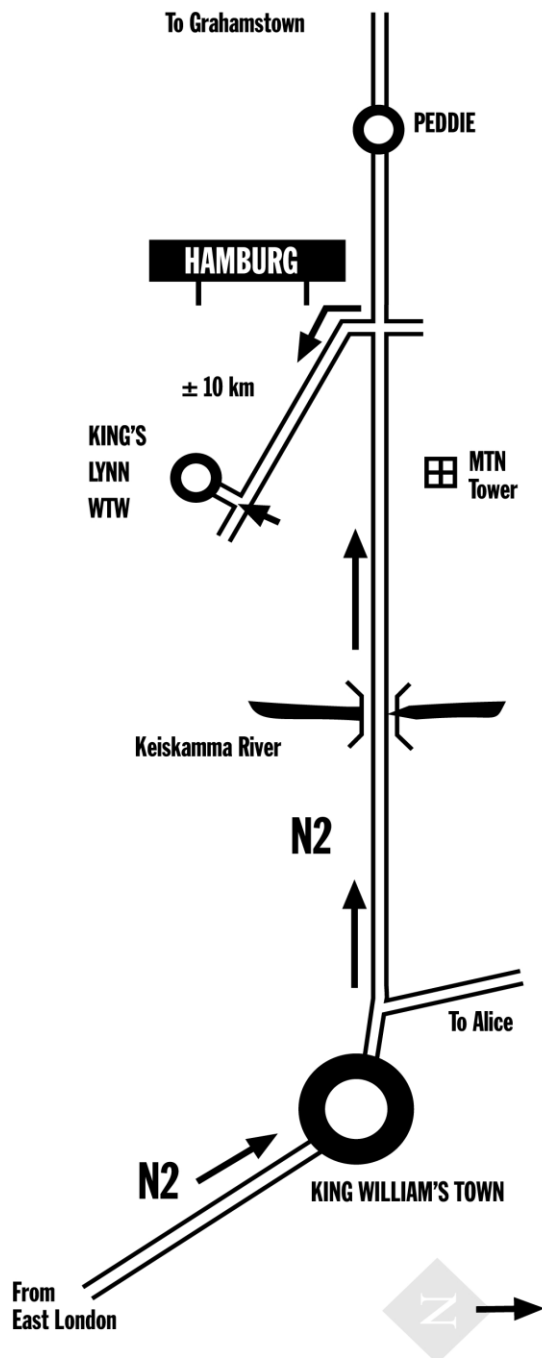 To Grahamstown
PEDDIE
HAMBURG
± 10 km
KING'S
LYNN
WTW
MTN
Tower
Keiskamma River
N2
To Alice
N2
KING WILLIAM'S TOWN
From
East London
N